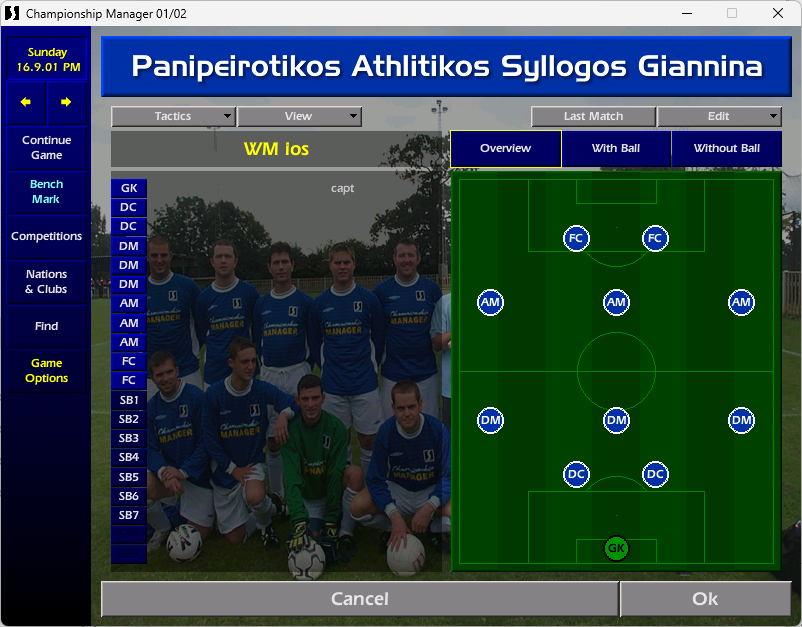 Championship Manager 01/02
Sunday
16.9.01 PM
Continue
Game
Bench
Mark
Competitions
Nations
& Clubs
Find
Game
Options
Panipeirotikos Athlitikos Syllogos Giannina
Tactics
View
Last Match
Edit
WM ios
Overview
With Ball
Without Ball
GK
capt
DC
DC
DM
DM
DM
AM
AM
AM
FC
FC
SB1
SB2
SB3
SB4
SB5
SB6
SB7
FC FC
AM AM AM
DM DM DM
DC DC
GK
Championship
MANAGER
Cancel
Ok